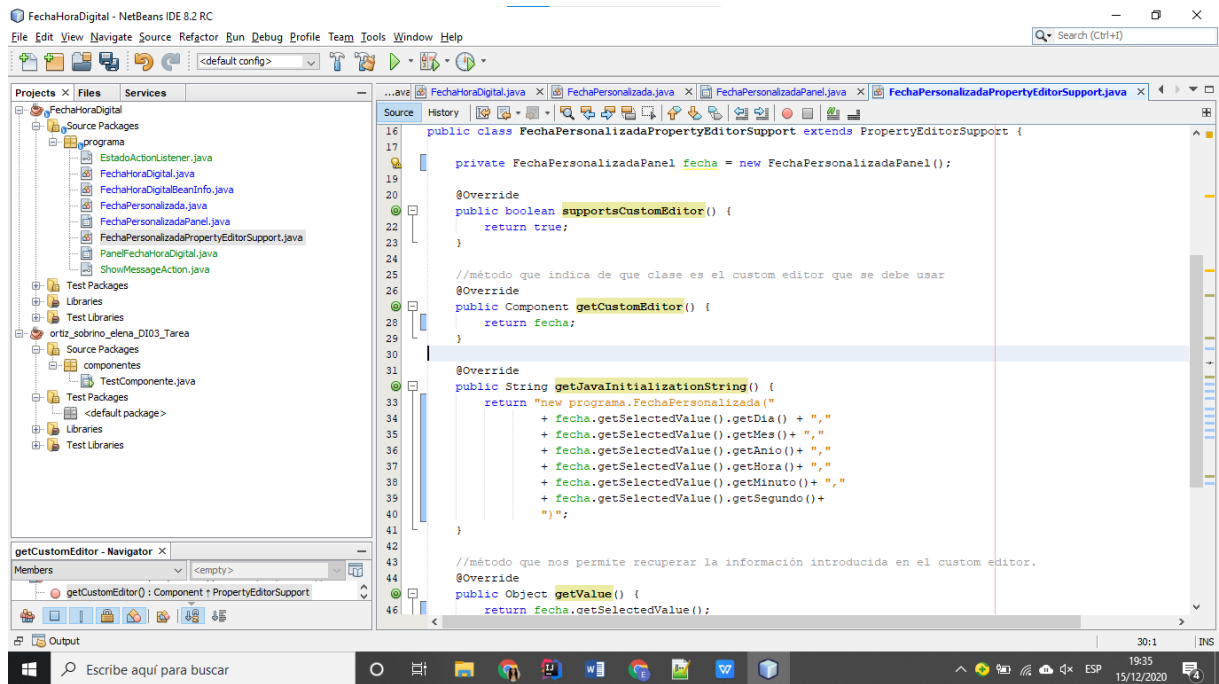 FechaHoraDigital - NetBeans IDE 8.2 RC
File Edit View Navigate Source Refactor Run Debug Profile Team Tools Window Help
Search (Ctrl+I)
<default config>
Projects Files Services
FechaHoraDigital
Source Packages
programa
EstadoActionListener.java
FechaHoraDigital.java
FechaHoraDigitalBeanInfo.java
FechaPersonalizada.java
FechaPersonalizadaPanel.java
FechaPersonalizadaPropertyEditorSupport.java
PanelFechaHoraDigital.java
ShowMessageAction.java
Test Packages
Libraries
Test Libraries
ortiz_sobrino_elena_DI03_Tarea
Source Packages
componentes
TestComponente.java
Test Packages
<default package>
Libraries
Test Libraries
getCustomEditor - Navigator
Members <empty>
getCustomEditor() : Component ↑ PropertyEditorSupport
...ava FechaHoraDigital.java FechaPersonalizada.java FechaPersonalizadaPanel.java FechaPersonalizadaPropertyEditorSupport.java
Source History
16 public class FechaPersonalizadaPropertyEditorSupport extends PropertyEditorSupport {
17
private FechaPersonalizadaPanel fecha = new FechaPersonalizadaPanel();
19
20 @Override
public boolean supportsCustomEditor() {
22 return true;
23 }
24
25 //método que indica de que clase es el custom editor que se debe usar
26 @Override
public Component getCustomEditor() {
28 return fecha;
29 }
30
31 @Override
public String getJavaInitializationString() {
33 return "new programa.FechaPersonalizada("
34 + fecha.getSelectedValue().getDia() + ","
35 + fecha.getSelectedValue().getMes()+ ","
36 + fecha.getSelectedValue().getAnio()+ ","
37 + fecha.getSelectedValue().getHora()+ ","
38 + fecha.getSelectedValue().getMinuto()+ ","
39 + fecha.getSelectedValue().getSegundo()+
40 ")";
41 }
42
43 //método que nos permite recuperar la información introducida en el custom editor.
44 @Override
public Object getValue() {
46 return fecha.getSelectedValue();
Output
30:1 INS
Escribe aquí para buscar
ESP
19:35
15/12/2020
4